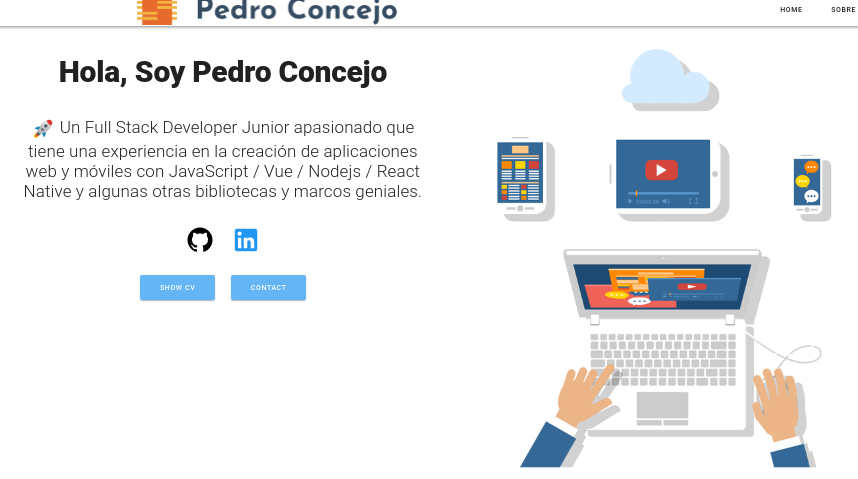 Pedro Concejo
HOME
SOBRE
Hola, Soy Pedro Concejo
🚀 Un Full Stack Developer Junior apasionado que
tiene una experiencia en la creación de aplicaciones
web y móviles con JavaScript / Vue / Nodejs / React
Native y algunas otras bibliotecas y marcos geniales.
in
SHOW CV
CONTACT